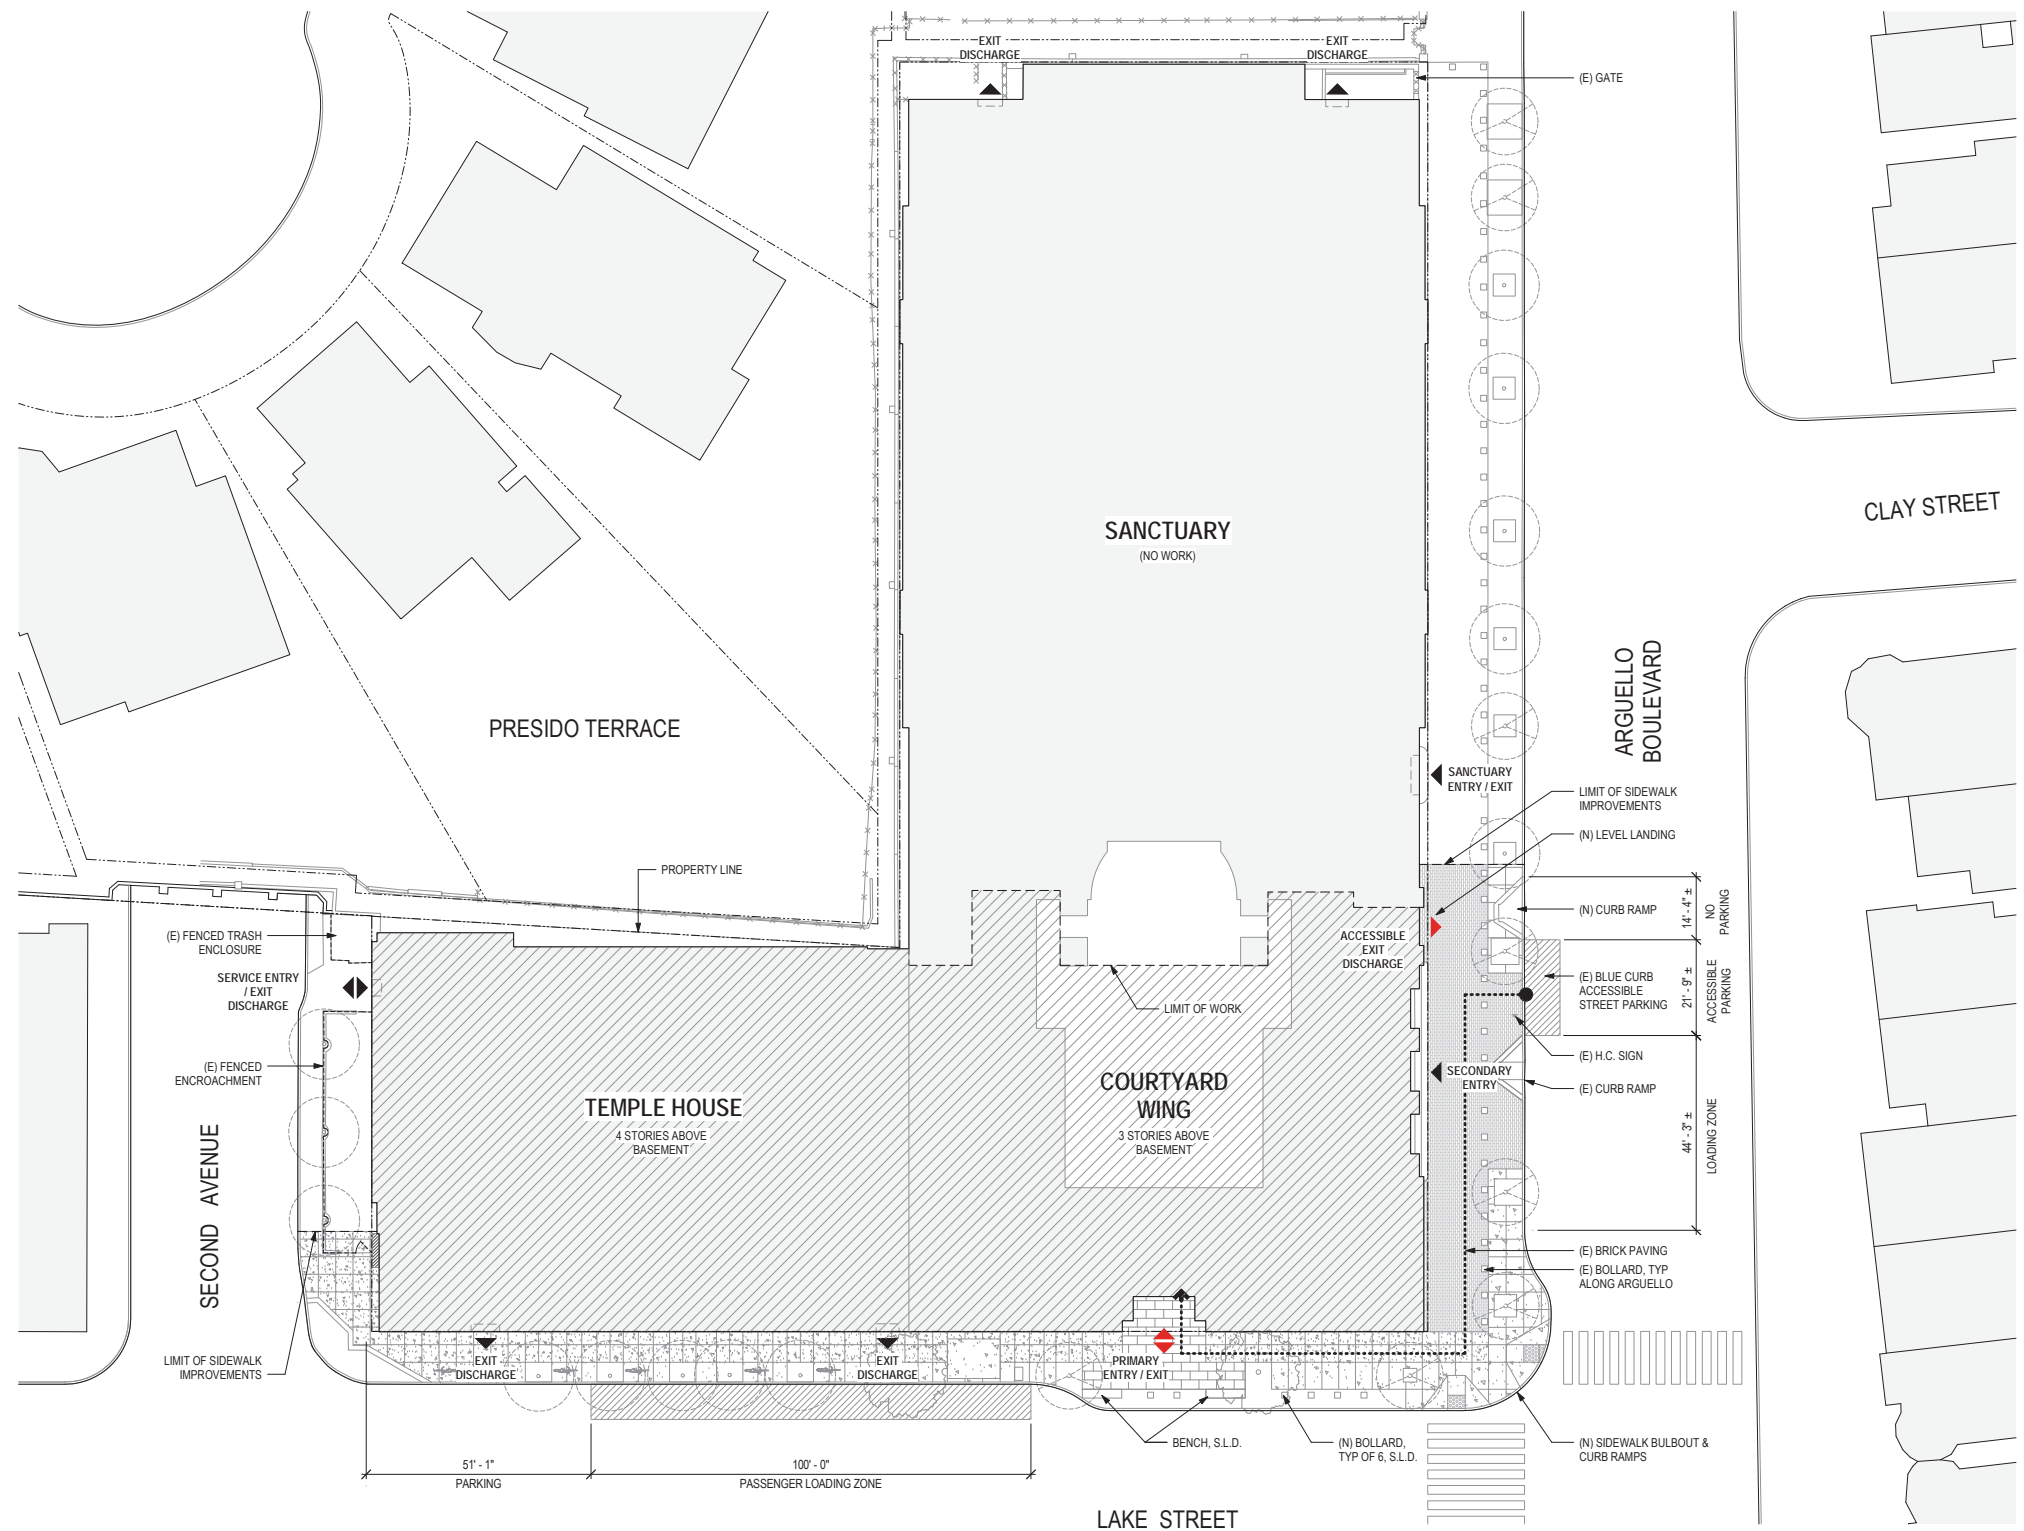 EXIT
DISCHARGE
EXIT
DISCHARGE
(E) GATE
SANCTUARY
(NO WORK)
CLAY STREET
ARGUELLO
BOULEVARD
PRESIDO TERRACE
SANCTUARY
ENTRY / EXIT
LIMIT OF SIDEWALK
IMPROVEMENTS
(N) LEVEL LANDING
PROPERTY LINE
(N) CURB RAMP
14' - 4" ±
NO
PARKING
(E) FENCED TRASH
ENCLOSURE
ACCESSIBLE
EXIT
DISCHARGE
SERVICE ENTRY
/ EXIT
DISCHARGE
(E) BLUE CURB
ACCESSIBLE
STREET PARKING
21' - 9" ±
ACCESSIBLE
PARKING
LIMIT OF WORK
(E) H.C. SIGN
(E) FENCED
ENCROACHMENT
SECONDARY
ENTRY
(E) CURB RAMP
COURTYARD
WING
3 STORIES ABOVE
BASEMENT
TEMPLE HOUSE
4 STORIES ABOVE
BASEMENT
44' - 3" ±
LOADING ZONE
SECOND AVENUE
(E) BRICK PAVING
(E) BOLLARD, TYP
ALONG ARGUELLO
LIMIT OF SIDEWALK
IMPROVEMENTS
EXIT
DISCHARGE
EXIT
DISCHARGE
PRIMARY
ENTRY / EXIT
BENCH, S.L.D.
(N) BOLLARD,
TYP OF 6, S.L.D.
(N) SIDEWALK BULBOUT &
CURB RAMPS
51' - 1"
PARKING
100' - 0"
PASSENGER LOADING ZONE
LAKE STREET